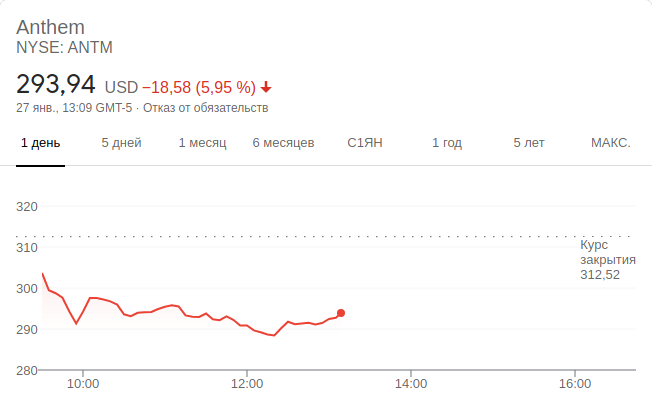 Anthem
NYSE: ANTM
293,94 USD −18,58 (5,95 %)
27 янв., 13:09 GMT-5 · Отказ от обязательств
1 день 5 дней 1 месяц 6 месяцев С1ЯН 1 год 5 лет МАКС.
320
310
300
290
280
Курс
закрытия
312,52
10:00 12:00 14:00 16:00